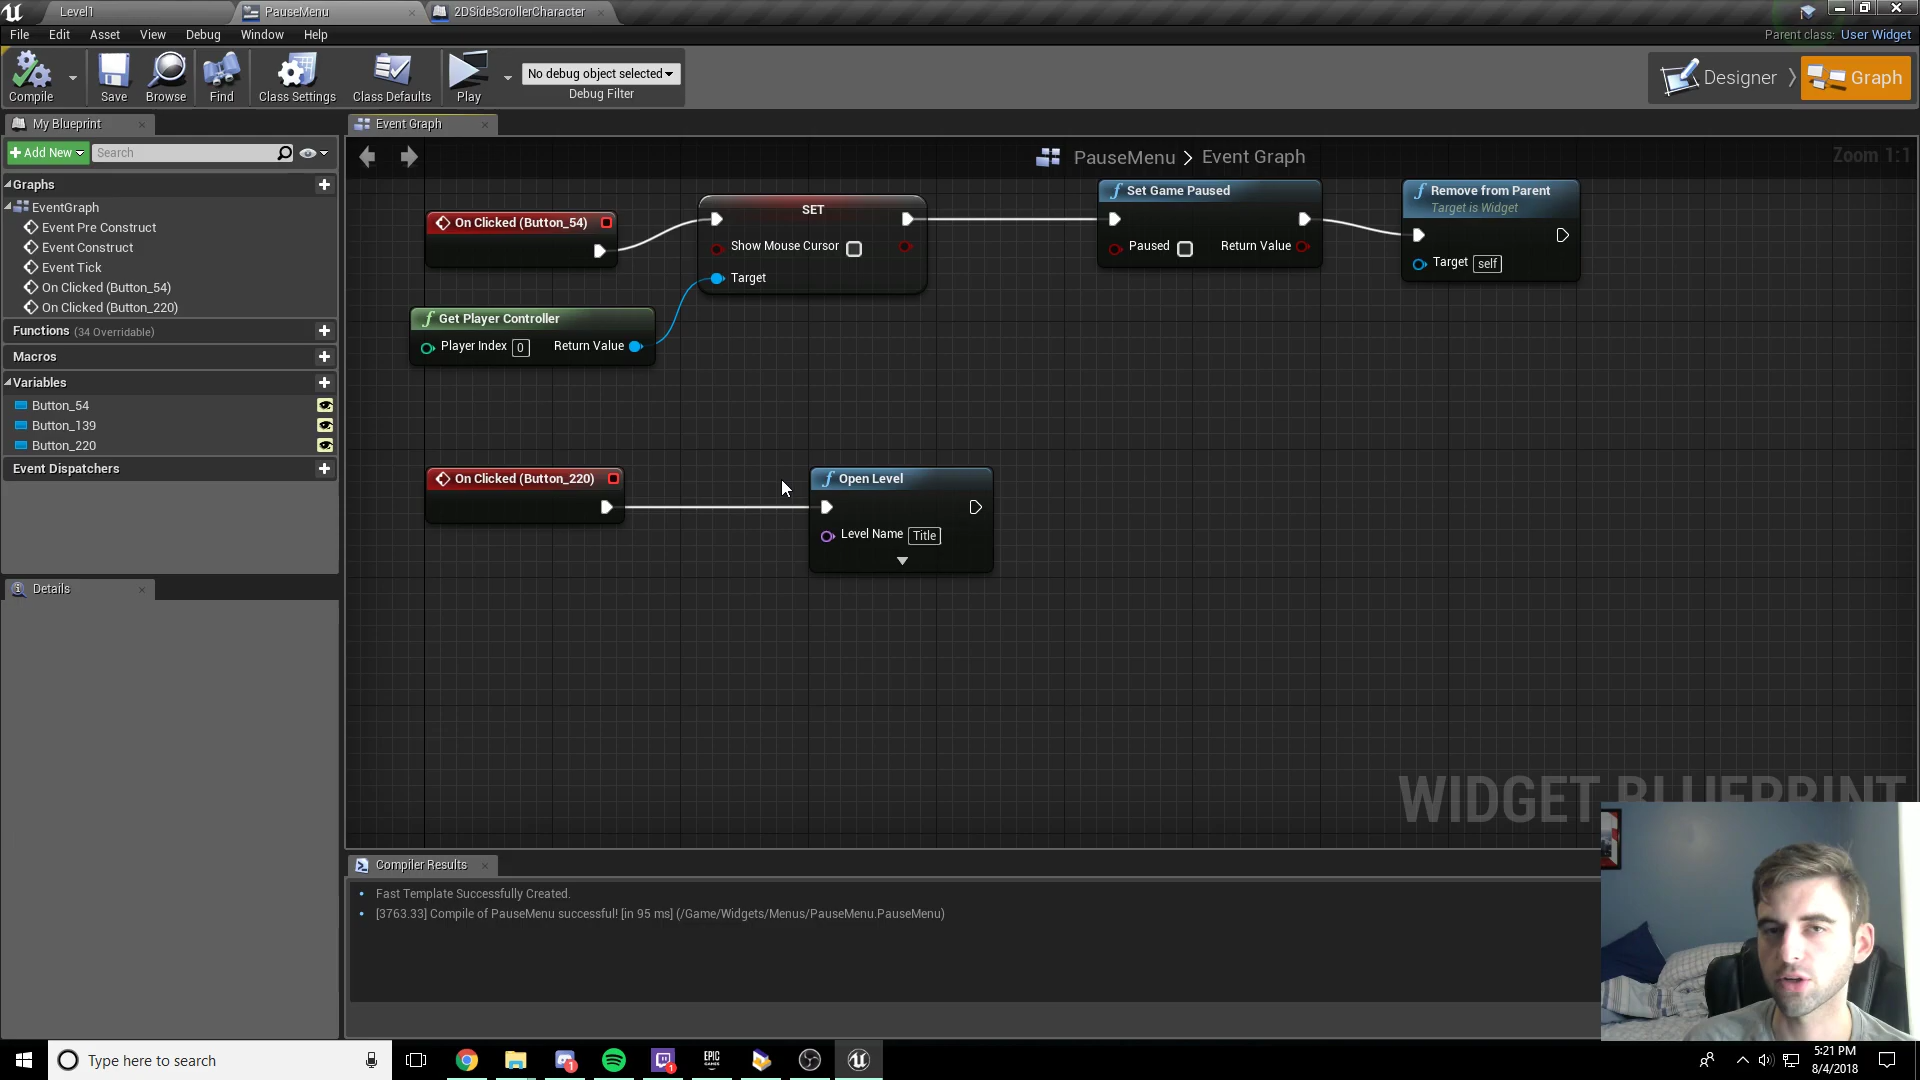 Level1
PauseMenu
2DSideScrollerCharacter
File Edit Asset View Debug Window Help
Parent class: User Widget
Compile
Save
Browse
Find
Class Settings
Class Defaults
Play
No debug object selected
Debug Filter
Designer
Graph
My Blueprint
Event Graph
Add New
Search
PauseMenu > Event Graph
Zoom 1:1
Graphs
EventGraph
Event Pre Construct
Event Construct
Event Tick
On Clicked (Button_54)
On Clicked (Button_220)
Functions (34 Overridable)
Macros
Variables
Button_54
Button_139
Button_220
Event Dispatchers
Details
On Clicked (Button_54)
SET
Show Mouse Cursor
Target
Set Game Paused
Paused
Return Value
Remove from Parent
Target is Widget
Target self
Get Player Controller
Player Index 0
Return Value
On Clicked (Button_220)
Open Level
Level Name Title
WIDGET BLUEPRINT
Compiler Results
Fast Template Successfully Created.
[3763.33] Compile of PauseMenu successful! [in 95 ms] (/Game/Widgets/Menus/PauseMenu.PauseMenu)
Type here to search
EPIC
GAMES
5:21 PM
8/4/2018